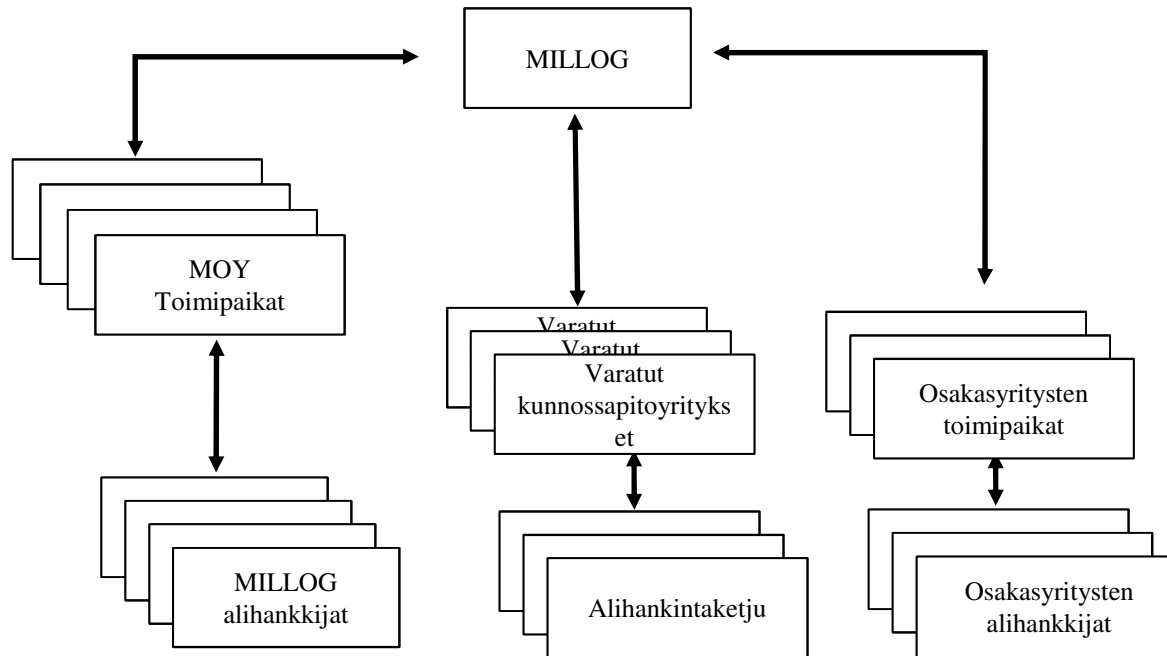 MILLOG
MOY
Toimipaikat
Varatut
Varatut
Varatut
kunnossapitoyrityks
et
Osakasyritysten
toimipaikat
MILLOG
alihankkijat
Alihankintaketju
Osakasyritysten
alihankkijat